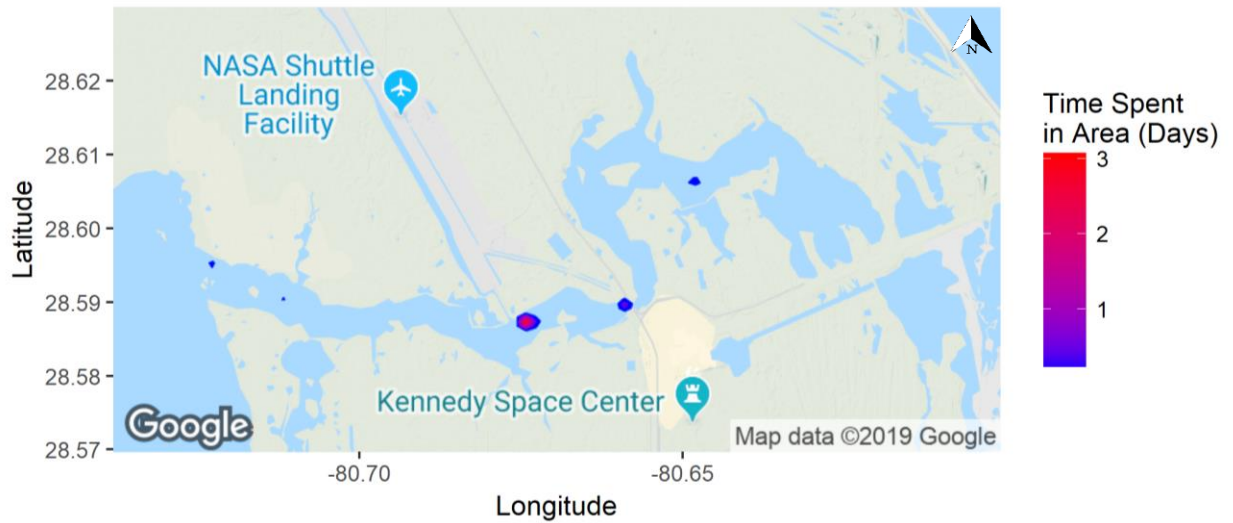 N
NASA Shuttle
Landing
Facility
Kennedy Space Center
Google
Map data ©2019 Google
Latitude
28.62
28.61
28.60
28.59
28.58
28.57
-80.70
-80.65
Longitude
Time Spent
in Area (Days)
3
2
1